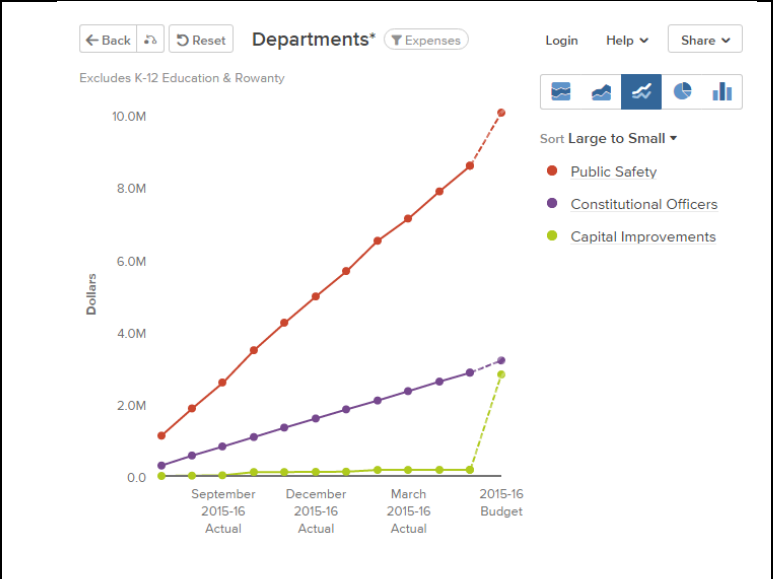 Back
Reset
Departments*
Expenses
Login
Help
Share
Excludes K-12 Education & Rowanty
Sort Large to Small
Public Safety
Constitutional Officers
Capital Improvements
Dollars
10.0M
8.0M
6.0M
4.0M
2.0M
0.0
September
2015-16
Actual
December
2015-16
Actual
March
2015-16
Actual
2015-16
Budget